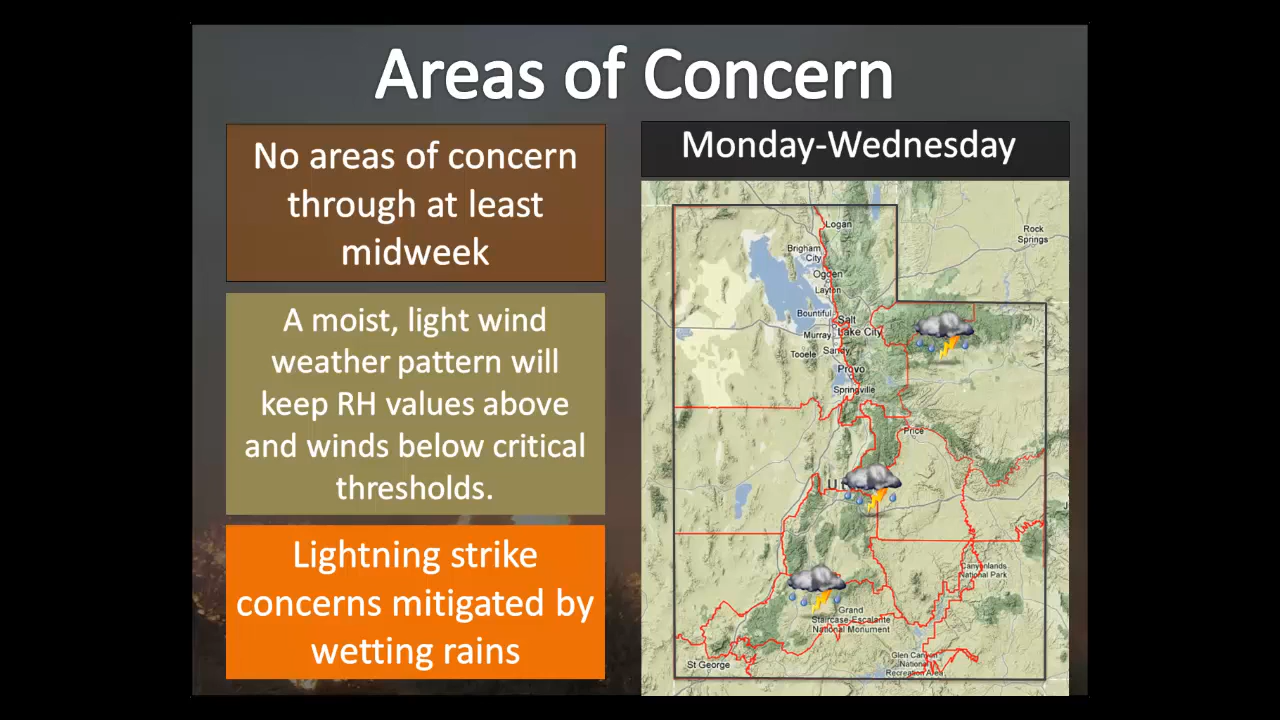 Areas of Concern
No areas of concern
through at least
midweek
A moist, light wind
weather pattern will
keep RH values above
and winds below critical
thresholds.
Lightning strike
concerns mitigated by
wetting rains
Monday-Wednesday
Logan
Rock
Springs
Brigham
City
Ogden
Layton
Bountiful
Salt
Lake City
Murray
Sandy
Tooele
Provo
Springville
Price
Canyonlands
National Park
Grand
Staircase-Escalante
National Monument
St George
Glen Canyon
National
Recreation Area